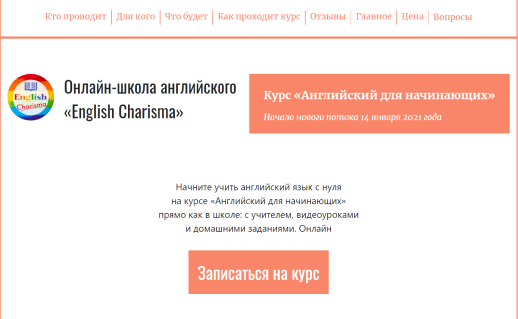 Кто проводит | Для кого | Что будет | Как проходит курс | Отзывы | Главное | Цена | Вопросы
English
Charisma
Онлайн-школа английского
«English Charisma»
Курс «Английский для начинающих»
Начало нового потока 14 января 2021 года
Начните учить английский язык с нуля
на курсе «Английский для начинающих»
прямо как в школе: с учителем, видеоуроками
и домашними заданиями. Онлайн
Записаться на курс